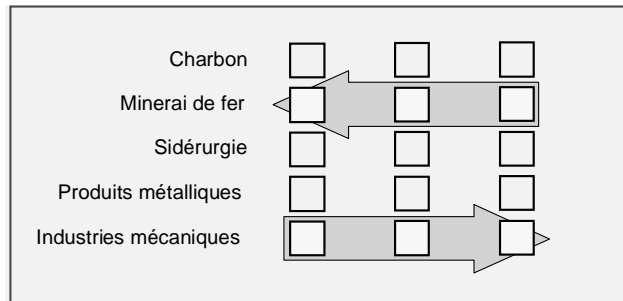 Charbon
Minerai de fer
Sidérurgie
Produits métalliques
Industries mécaniques